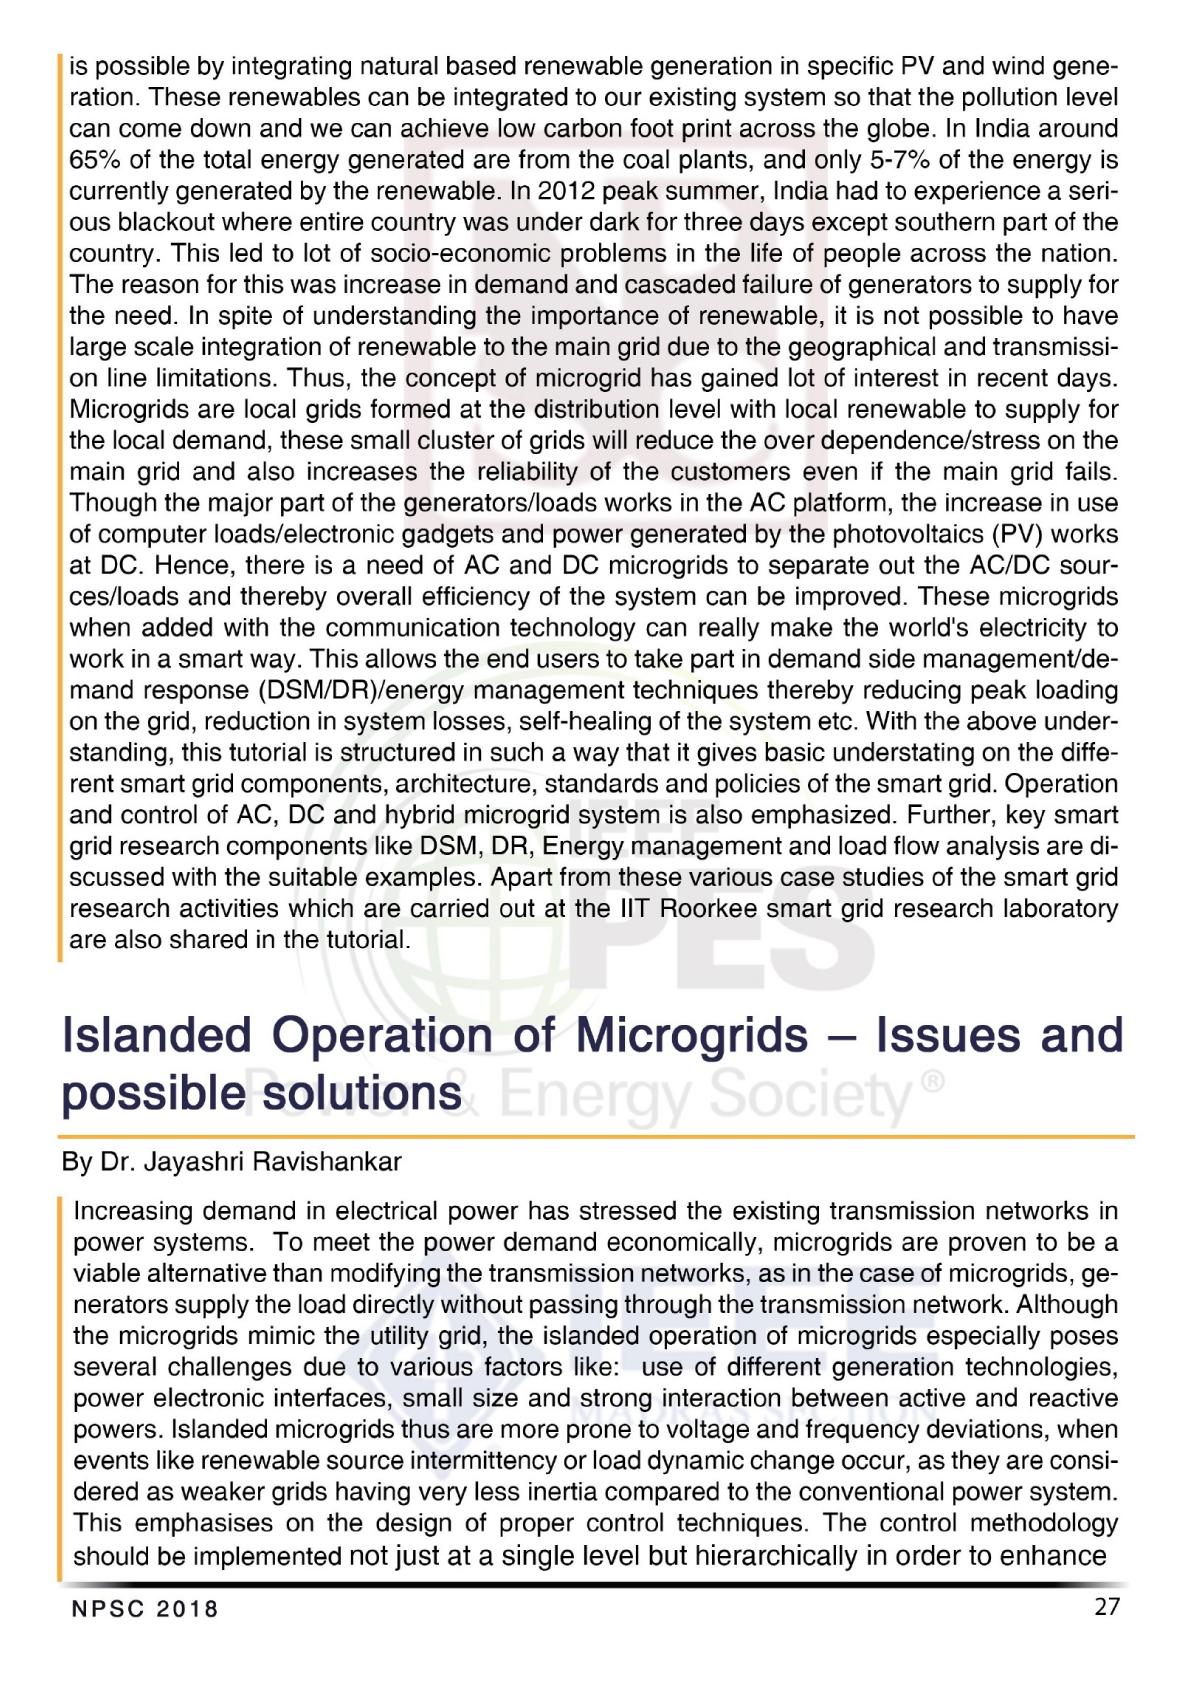 is possible by integrating natural based renewable generation in specific PV and wind gene-
ration. These renewables can be integrated to our existing system so that the pollution level
can come down and we can achieve low carbon foot print across the globe. In India around
65% of the total energy generated are from the coal plants, and only 5-7% of the energy is
currently generated by the renewable. In 2012 peak summer, India had to experience a seri-
ous blackout where entire country was under dark for three days except southern part of the
country. This led to lot of socio-economic problems in the life of people across the nation.
The reason for this was increase in demand and cascaded failure of generators to supply for
the need. In spite of understanding the importance of renewable, it is not possible to have
large scale integration of renewable to the main grid due to the geographical and transmissi-
on line limitations. Thus, the concept of microgrid has gained lot of interest in recent days.
Microgrids are local grids formed at the distribution level with local renewable to supply for
the local demand, these small cluster of grids will reduce the over dependence/stress on the
main grid and also increases the reliability of the customers even if the main grid fails.
Though the major part of the generators/loads works in the AC platform, the increase in use
of computer loads/electronic gadgets and power generated by the photovoltaics (PV) works
at DC. Hence, there is a need of AC and DC microgrids to separate out the AC/DC sour-
ces/loads and thereby overall efficiency of the system can be improved. These microgrids
when added with the communication technology can really make the world's electricity to
work in a smart way. This allows the end users to take part in demand side management/de-
mand response (DSM/DR)/energy management techniques thereby reducing peak loading
on the grid, reduction in system losses, self-healing of the system etc. With the above under-
standing, this tutorial is structured in such a way that it gives basic understating on the diffe-
rent smart grid components, architecture, standards and policies of the smart grid. Operation
and control of AC, DC and hybrid microgrid system is also emphasized. Further, key smart
grid research components like DSM, DR, Energy management and load flow analysis are di-
scussed with the suitable examples. Apart from these various case studies of the smart grid
research activities which are carried out at the IIT Roorkee smart grid research laboratory
are also shared in the tutorial.
IEEE
PES
Power & Energy Society®
Islanded Operation of Microgrids – Issues and
possible solutions
By Dr. Jayashri Ravishankar
Increasing demand in electrical power has stressed the existing transmission networks in
power systems.  To meet the power demand economically, microgrids are proven to be a
viable alternative than modifying the transmission networks, as in the case of microgrids, ge-
nerators supply the load directly without passing through the transmission network. Although
the microgrids mimic the utility grid, the islanded operation of microgrids especially poses
several challenges due to various factors like:  use of different generation technologies,
power electronic interfaces, small size and strong interaction between active and reactive
powers. Islanded microgrids thus are more prone to voltage and frequency deviations, when
events like renewable source intermittency or load dynamic change occur, as they are consi-
dered as weaker grids having very less inertia compared to the conventional power system.
This emphasises on the design of proper control techniques. The control methodology
should be implemented not just at a single level but hierarchically in order to enhance
IEEE
MADRAS SECTION
NPSC 2018
27